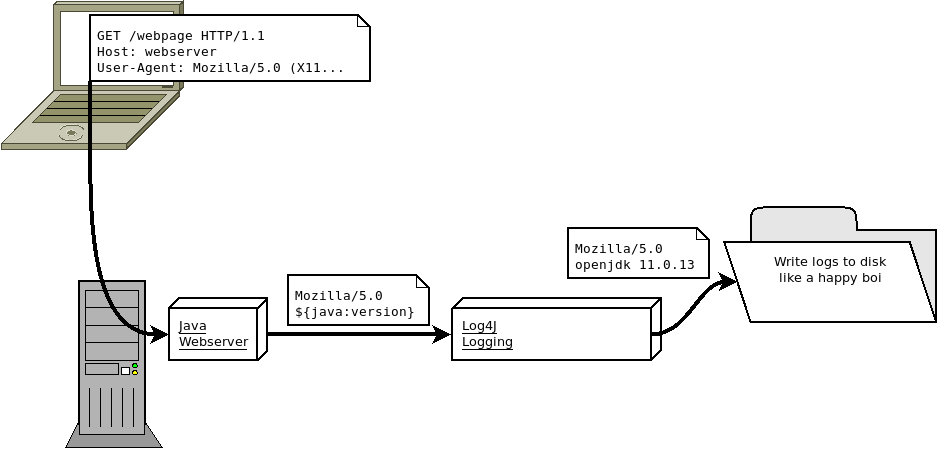 GET /webpage HTTP/1.1
Host: webserver
User-Agent: Mozilla/5.0 (X11...
Mozilla/5.0
openjdk 11.0.13
Write logs to disk
like a happy boi
Mozilla/5.0
${java:version}
Java
Webserver
Log4J
Logging